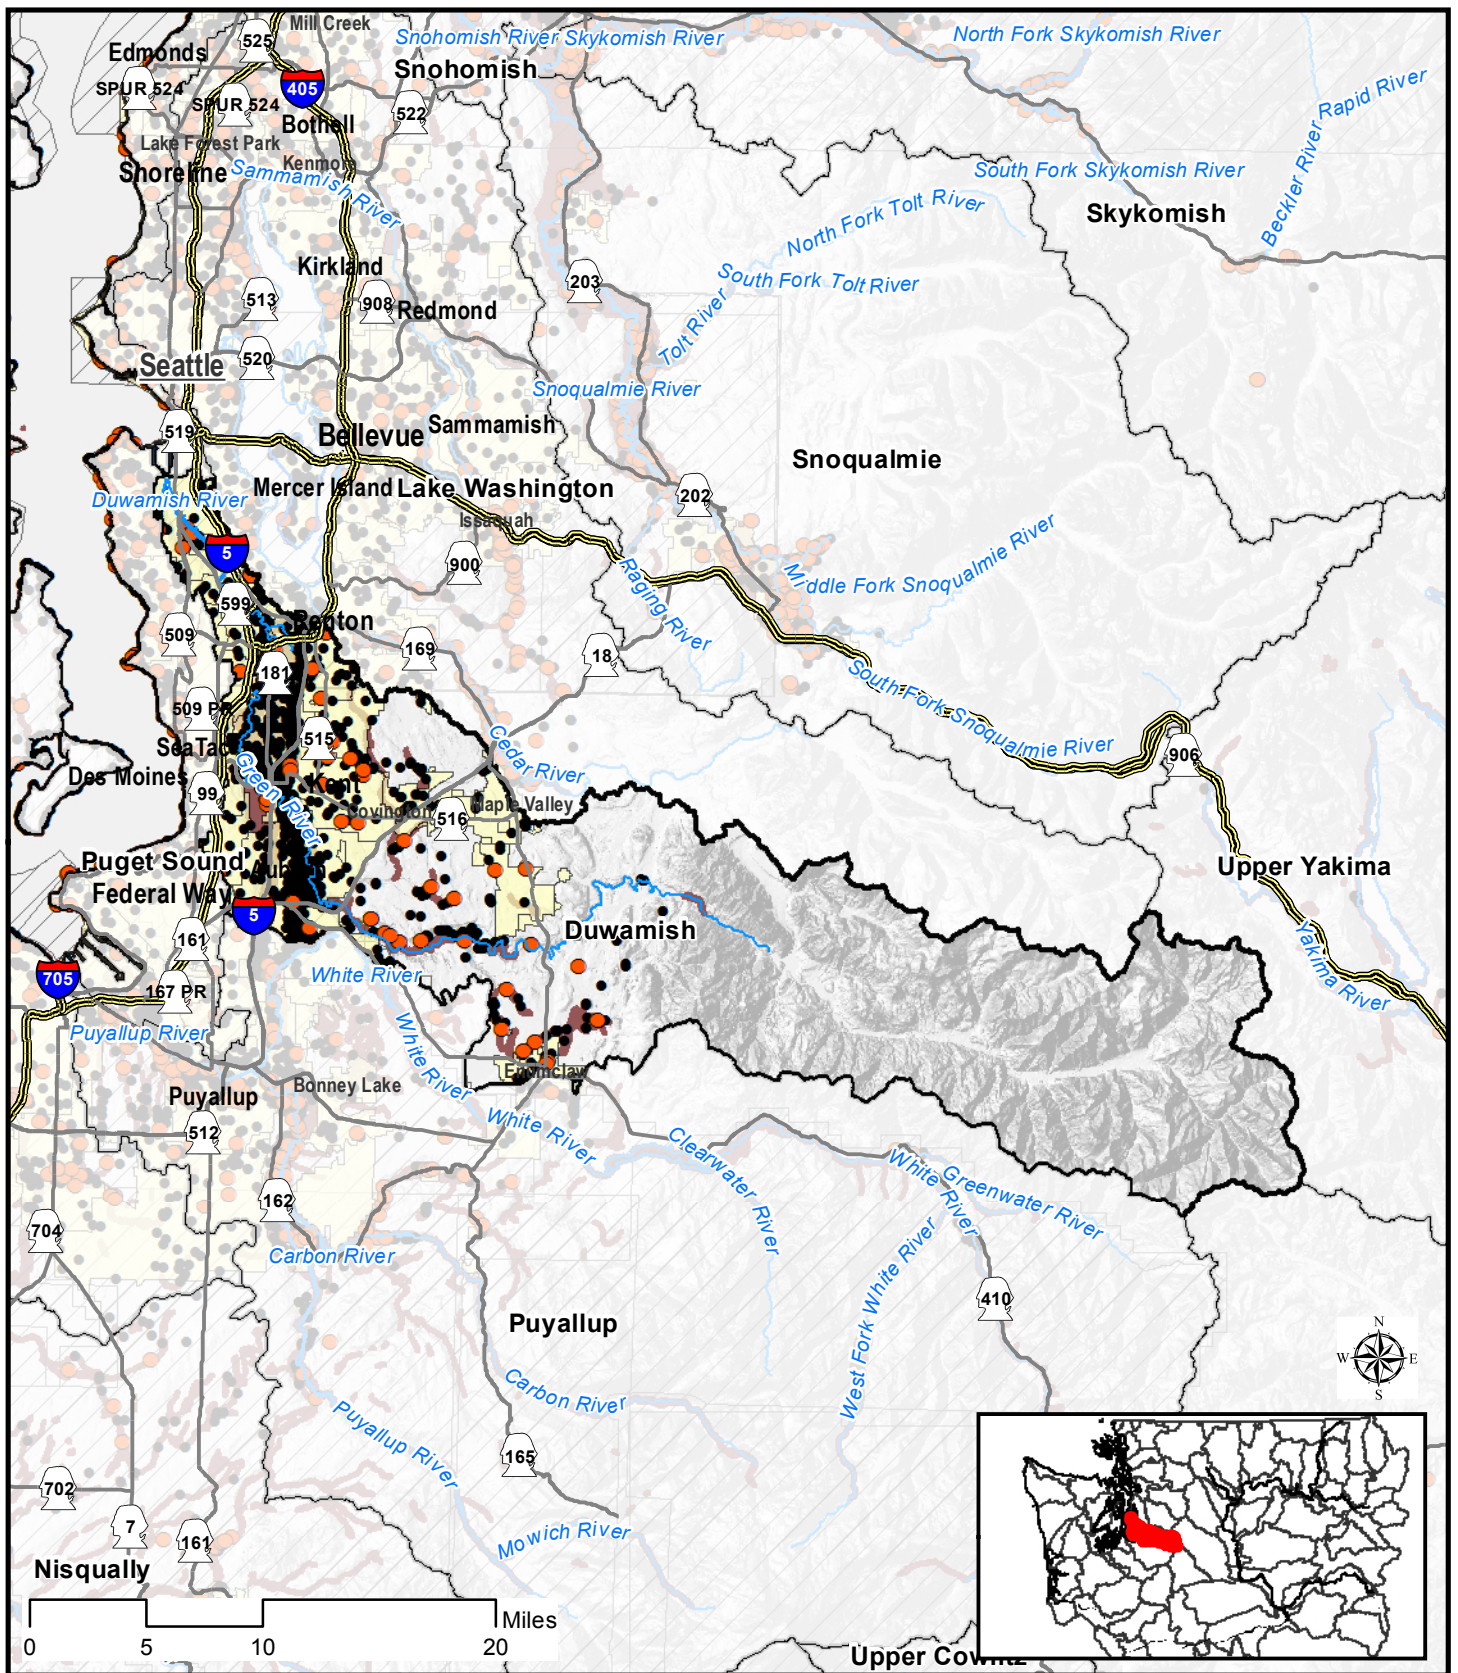 Mill Creek
525
Edmonds
Snohomish River
Skykomish River
North Fork Skykomish River
Snohomish
SPUR 524
SPUR 524
405
522
Bothell
Rapid River
Beckler River
Lake Forest Park
Kenmore
Shoreline
Sammamish River
South Fork Skykomish River
Skykomish
North Fork Tolt River
Kirkland
South Fork Tolt River
203
513
908
Redmond
Tolt River
520
Seattle
Snoqualmie River
519
Sammamish
Bellevue
Snoqualmie
Mercer Island
Lake Washington
Duwamish River
202
Issaquah
5
900
Raging River
Middle Fork Snoqualmie River
599
Renton
509
169
18
181
South Fork Snoqualmie River
509 PR
515
SeaTac
Cedar River
906
Des Moines
Green River
Kent
99
Covington
Maple Valley
516
Puget Sound
Auburn
Upper Yakima
Federal Way
5
Duwamish
161
Yakima River
705
White River
167 PR
Puyallup River
White River
Enumclaw
Bonney Lake
Puyallup
White River
512
Clearwater River
White River
Greenwater River
162
704
Carbon River
West Fork White River
410
Puyallup
N
W
E
S
Carbon River
Puyallup River
165
702
7
161
Mowich River
Nisqually
Miles
0
5
10
20
Upper Cowlitz